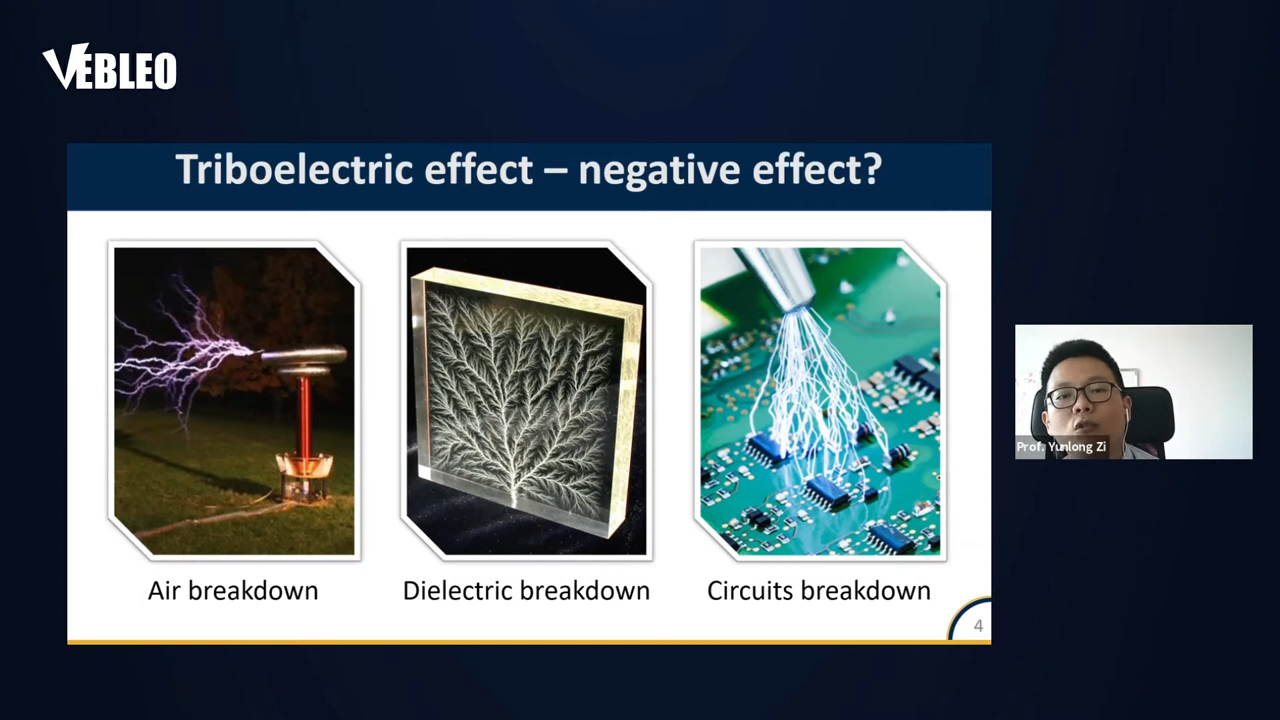 VEBLEO
Triboelectric effect – negative effect?
Air breakdown
Dielectric breakdown
Circuits breakdown
4
Prof. Yunlong Zi